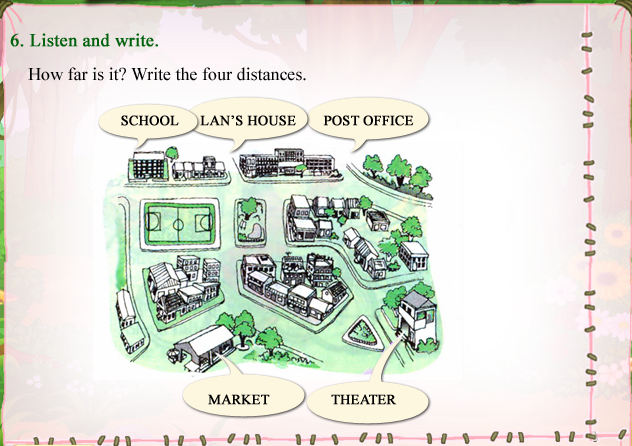 6. Listen and write.
How far is it? Write the four distances.
SCHOOL
LAN'S HOUSE
POST OFFICE
MARKET
THEATER